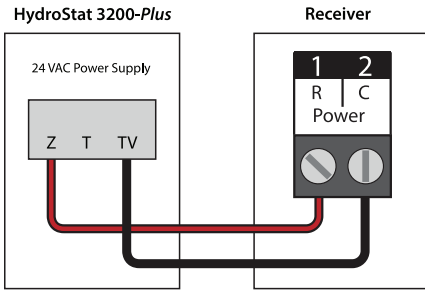 HydroStat 3200-Plus
Receiver
24 VAC Power Supply
Z T TV
1 2
R C
Power